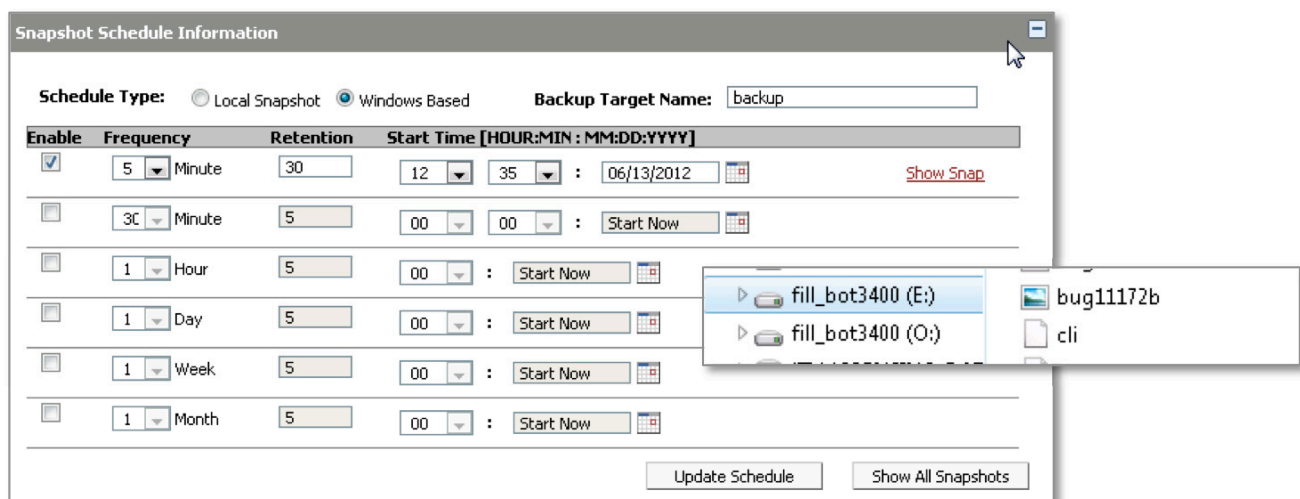 Snapshot Schedule Information
Schedule Type: Local Snapshot Windows Based Backup Target Name: backup
Enable Frequency Retention Start Time [HOUR:MIN : MM:DD:YYYY]
5 Minute 30 12 35 : 06/13/2012 Show Snap
Minute 5 00 00 : Start Now
1 Hour 5 00 : Start Now
1 Day 5 00 : Start Now
1 Week 5 00 : Start Now
1 Month 5 00 : Start Now
fill_bot3400 (E:) bug11172b
fill_bot3400 (O:) cli
Update Schedule Show All Snapshots